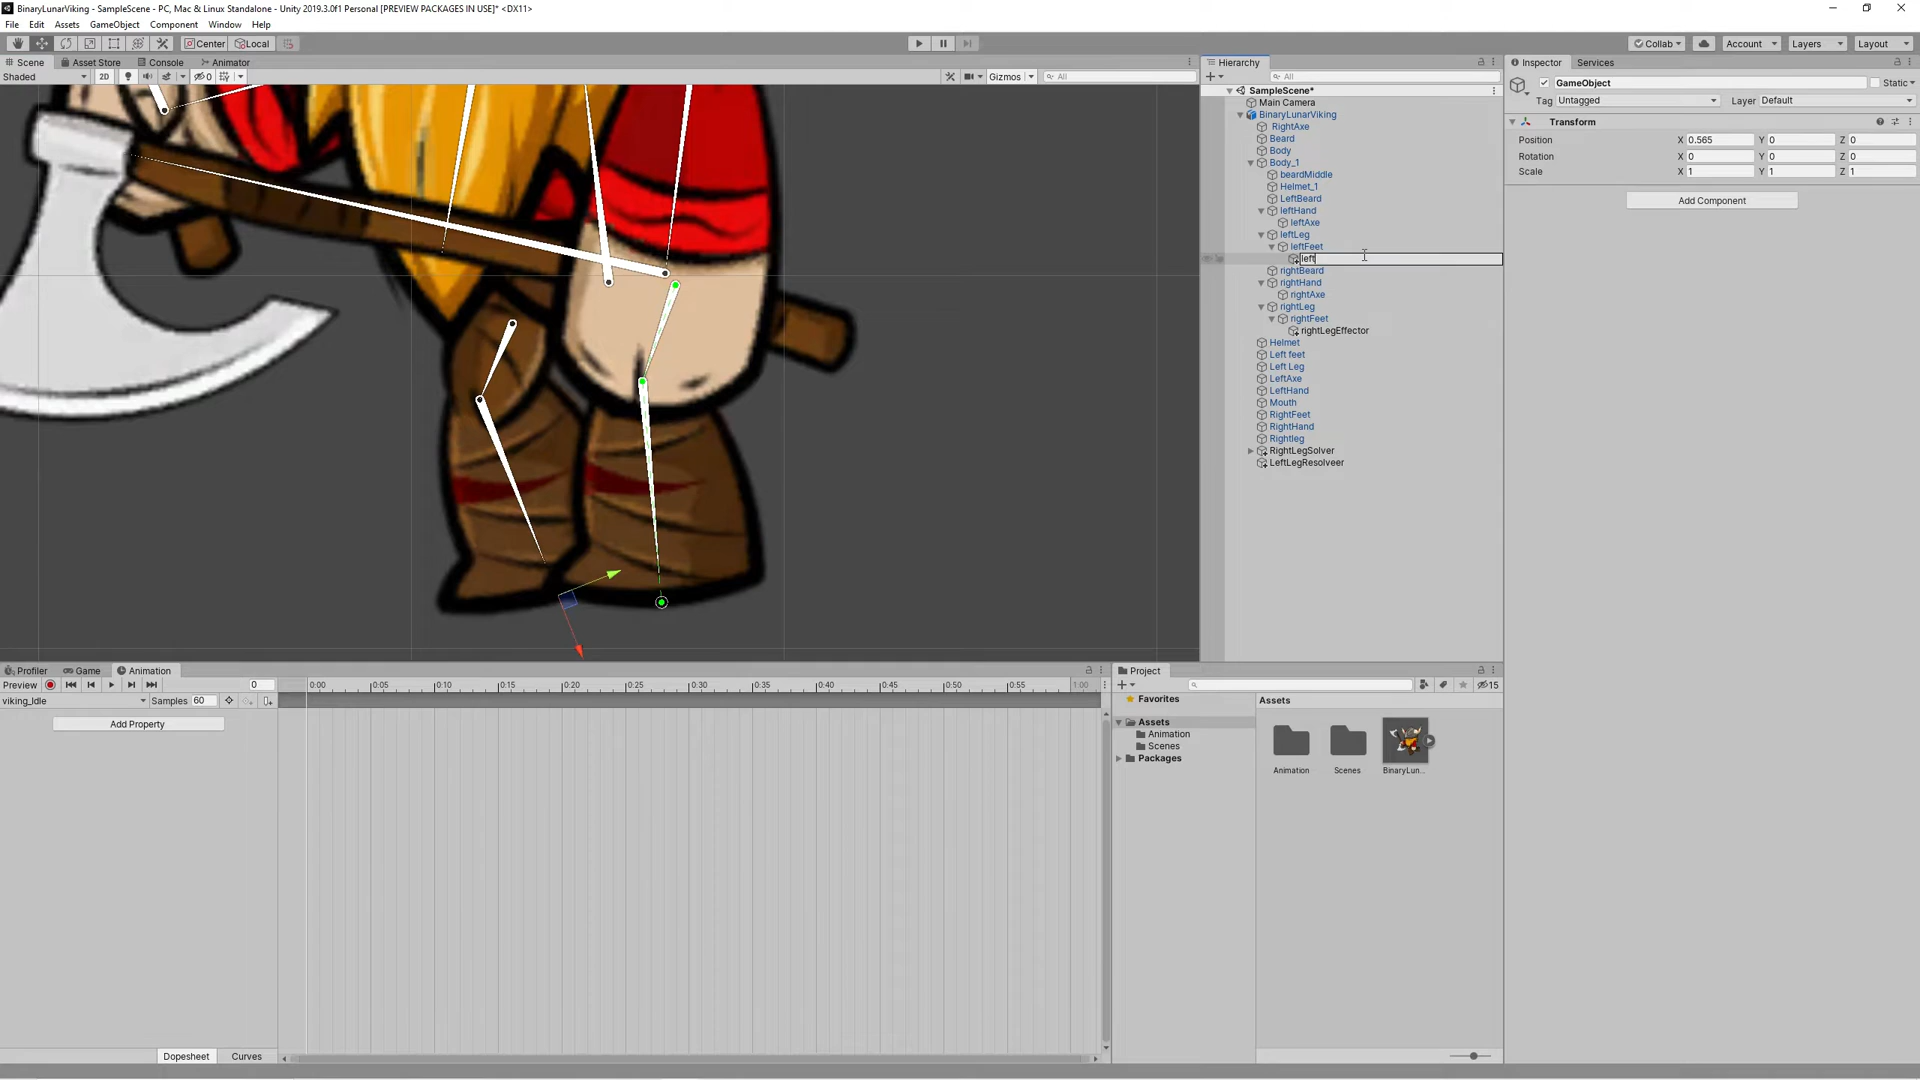 BinaryLunarViking - SampleScene - PC, Mac & Linux Standalone - Unity 2019.3.0f1 Personal [PREVIEW PACKAGES IN USE]* <DX11>
File Edit Assets GameObject Component Window Help
Center Local Collab Account Layers Layout
Scene Asset Store Console Animator
Shaded 2D 0 Gizmos All
Hierarchy
All
SampleScene*
Main Camera
BinaryLunarViking
RightAxe
Beard
Body
Body_1
beardMiddle
Helmet_1
LeftBeard
leftHand
leftAxe
leftLeg
leftFeet
left
rightBeard
rightHand
rightAxe
rightLeg
rightFeet
rightLegEffector
Helmet
Left feet
Left Leg
LeftAxe
LeftHand
Mouth
RightFeet
RightHand
Rightleg
RightLegSolver
LeftLegResolveer
Inspector Services
GameObject Static
Tag Untagged Layer Default
Transform
Position X 0.565 Y 0 Z 0
Rotation X 0 Y 0 Z 0
Scale X 1 Y 1 Z 1
Add Component
Profiler Game Animation
Preview 0 0:00 0:05 0:10 0:15 0:20 0:25 0:30 0:35 0:40 0:45 0:50 0:55 1:00
viking_Idle Samples 60
Add Property
Dopesheet Curves
Project
15
Favorites
Assets
Animation
Scenes
Packages
Assets
Animation Scenes BinaryLun...